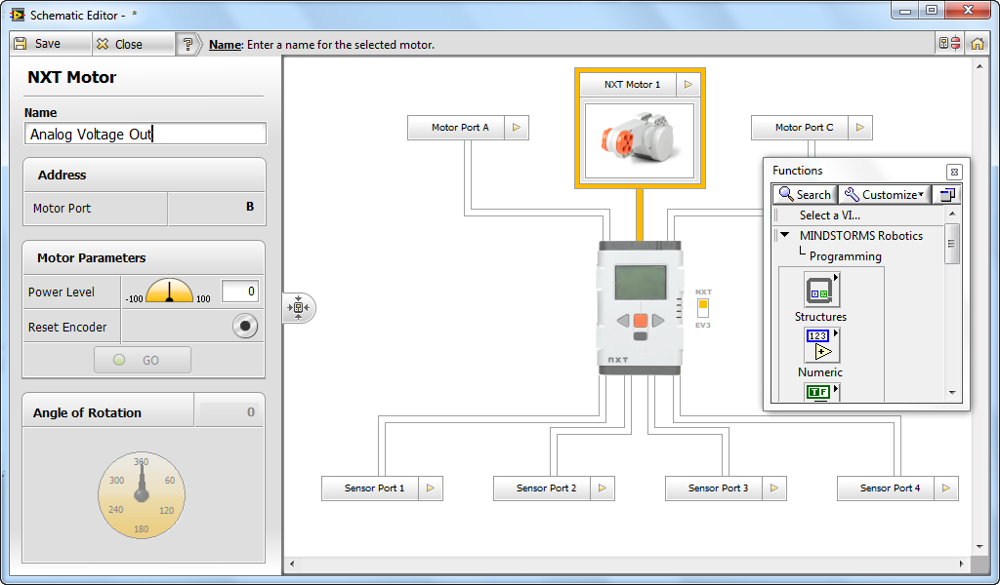 Schematic Editor - *
Save
Close
?
Name: Enter a name for the selected motor.
NXT Motor
Name
Analog Voltage Out
Address
Motor Port
B
Motor Parameters
Power Level
-100
100
0
Reset Encoder
GO
Angle of Rotation
0
360
300
60
240
120
180
NXT Motor 1
Motor Port A
Motor Port C
NXT
EV3
NXT
Sensor Port 1
Sensor Port 2
Sensor Port 3
Sensor Port 4
Functions
Search
Customize
Select a VI...
MINDSTORMS Robotics
Programming
Structures
123
Numeric
TF